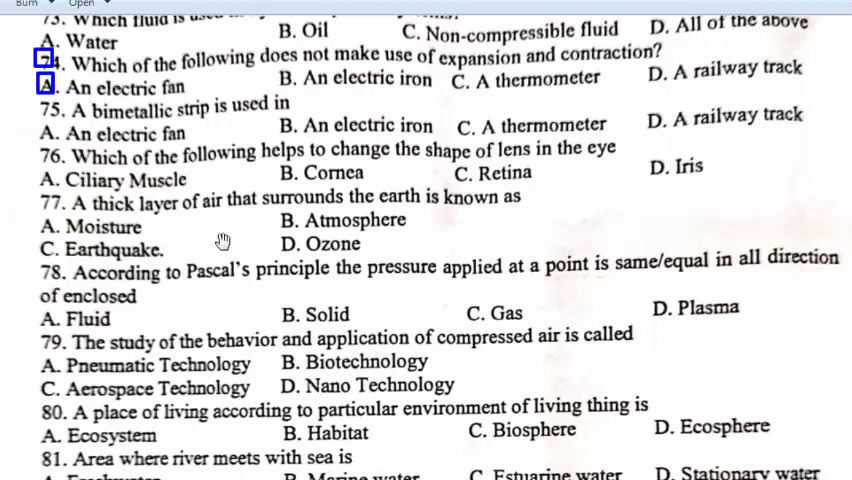 Burn Open
73. Which fluid is used in
A. Water B. Oil C. Non-compressible fluid D. All of the above
74. Which of the following does not make use of expansion and contraction?
A. An electric fan B. An electric iron C. A thermometer D. A railway track
75. A bimetallic strip is used in
A. An electric fan B. An electric iron C. A thermometer D. A railway track
76. Which of the following helps to change the shape of lens in the eye
A. Ciliary Muscle B. Cornea C. Retina D. Iris
77. A thick layer of air that surrounds the earth is known as
A. Moisture B. Atmosphere
C. Earthquake. D. Ozone
78. According to Pascal's principle the pressure applied at a point is same/equal in all direction
of enclosed
A. Fluid B. Solid C. Gas D. Plasma
79. The study of the behavior and application of compressed air is called
A. Pneumatic Technology B. Biotechnology
C. Aerospace Technology D. Nano Technology
80. A place of living according to particular environment of living thing is
A. Ecosystem B. Habitat C. Biosphere D. Ecosphere
81. Area where river meets with sea is
A. Freshwater B. Marine water C. Estuarine water D. Stationary water